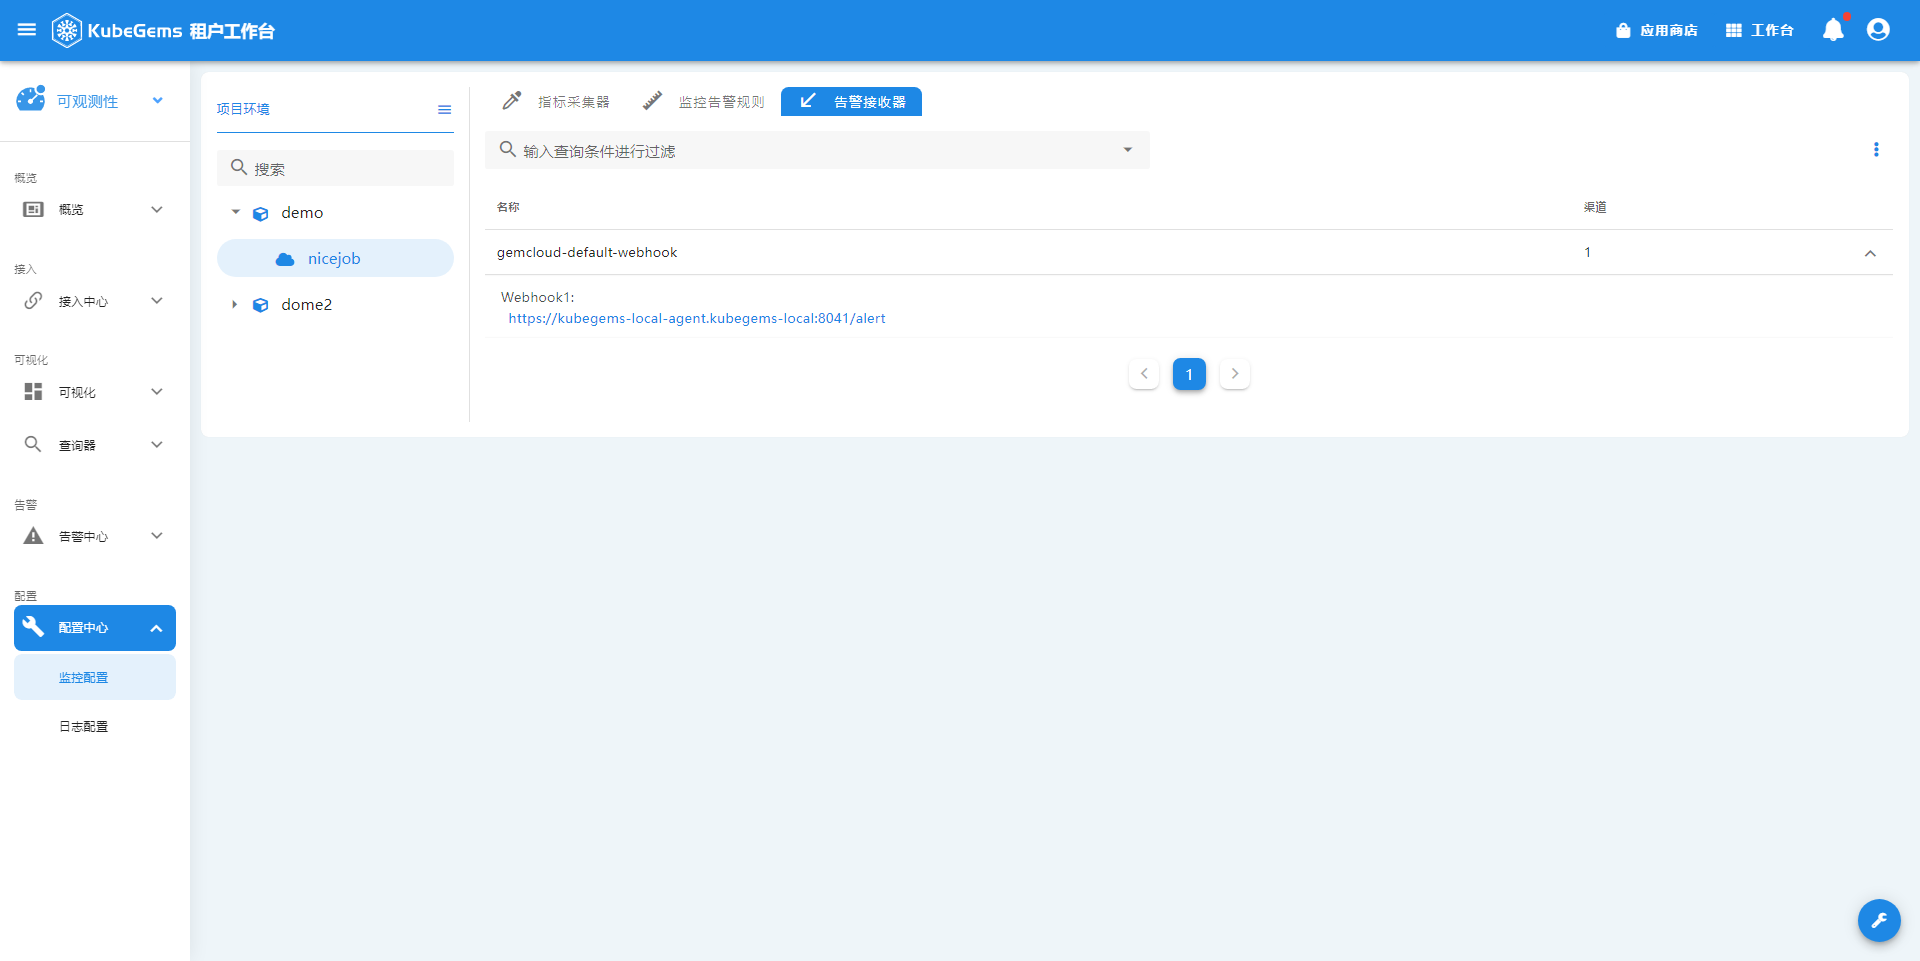 KubeGems 租户工作台
应用商店
工作台
可观测性
概览
概览
接入
接入中心
可视化
可视化
查询器
告警
告警中心
配置
配置中心
监控配置
日志配置
项目环境
搜索
demo
nicejob
dome2
指标采集器
监控告警规则
告警接收器
输入查询条件进行过滤
名称 渠道
gemcloud-default-webhook 1
Webhook1:
https://kubegems-local-agent.kubegems-local:8041/alert
1